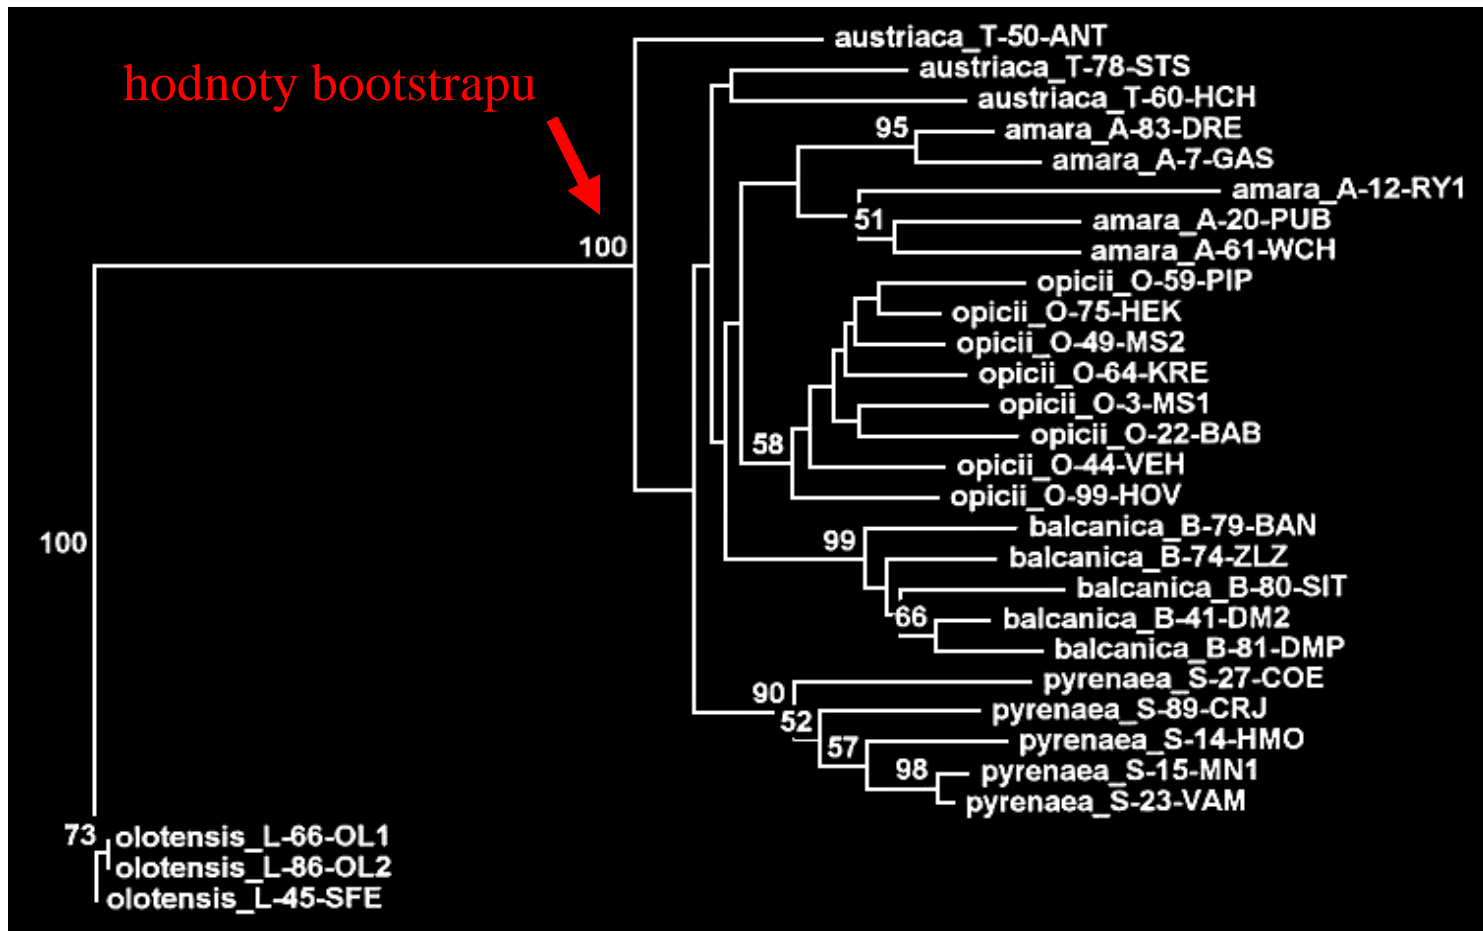 hodnoty bootstrapu
austriaca_T-50-ANT
austriaca_T-78-STS
austriaca_T-60-HCH
95
amara_A-83-DRE
amara_A-7-GAS
amara_A-12-RY1
51
amara_A-20-PUB
amara_A-61-WCH
100
opicii_O-59-PIP
opicii_O-75-HEK
opicii_O-49-MS2
opicii_O-64-KRE
opicii_O-3-MS1
opicii_O-22-BAB
58
opicii_O-44-VEH
opicii_O-99-HOV
balcanica_B-79-BAN
99
balcanica_B-74-ZLZ
balcanica_B-80-SIT
66
balcanica_B-41-DM2
balcanica_B-81-DMP
100
pyrenaea_S-27-COE
90
pyrenaea_S-89-CRJ
52
pyrenaea_S-14-HMO
57
98
pyrenaea_S-15-MN1
pyrenaea_S-23-VAM
73
olotensis_L-66-OL1
olotensis_L-86-OL2
olotensis_L-45-SFE